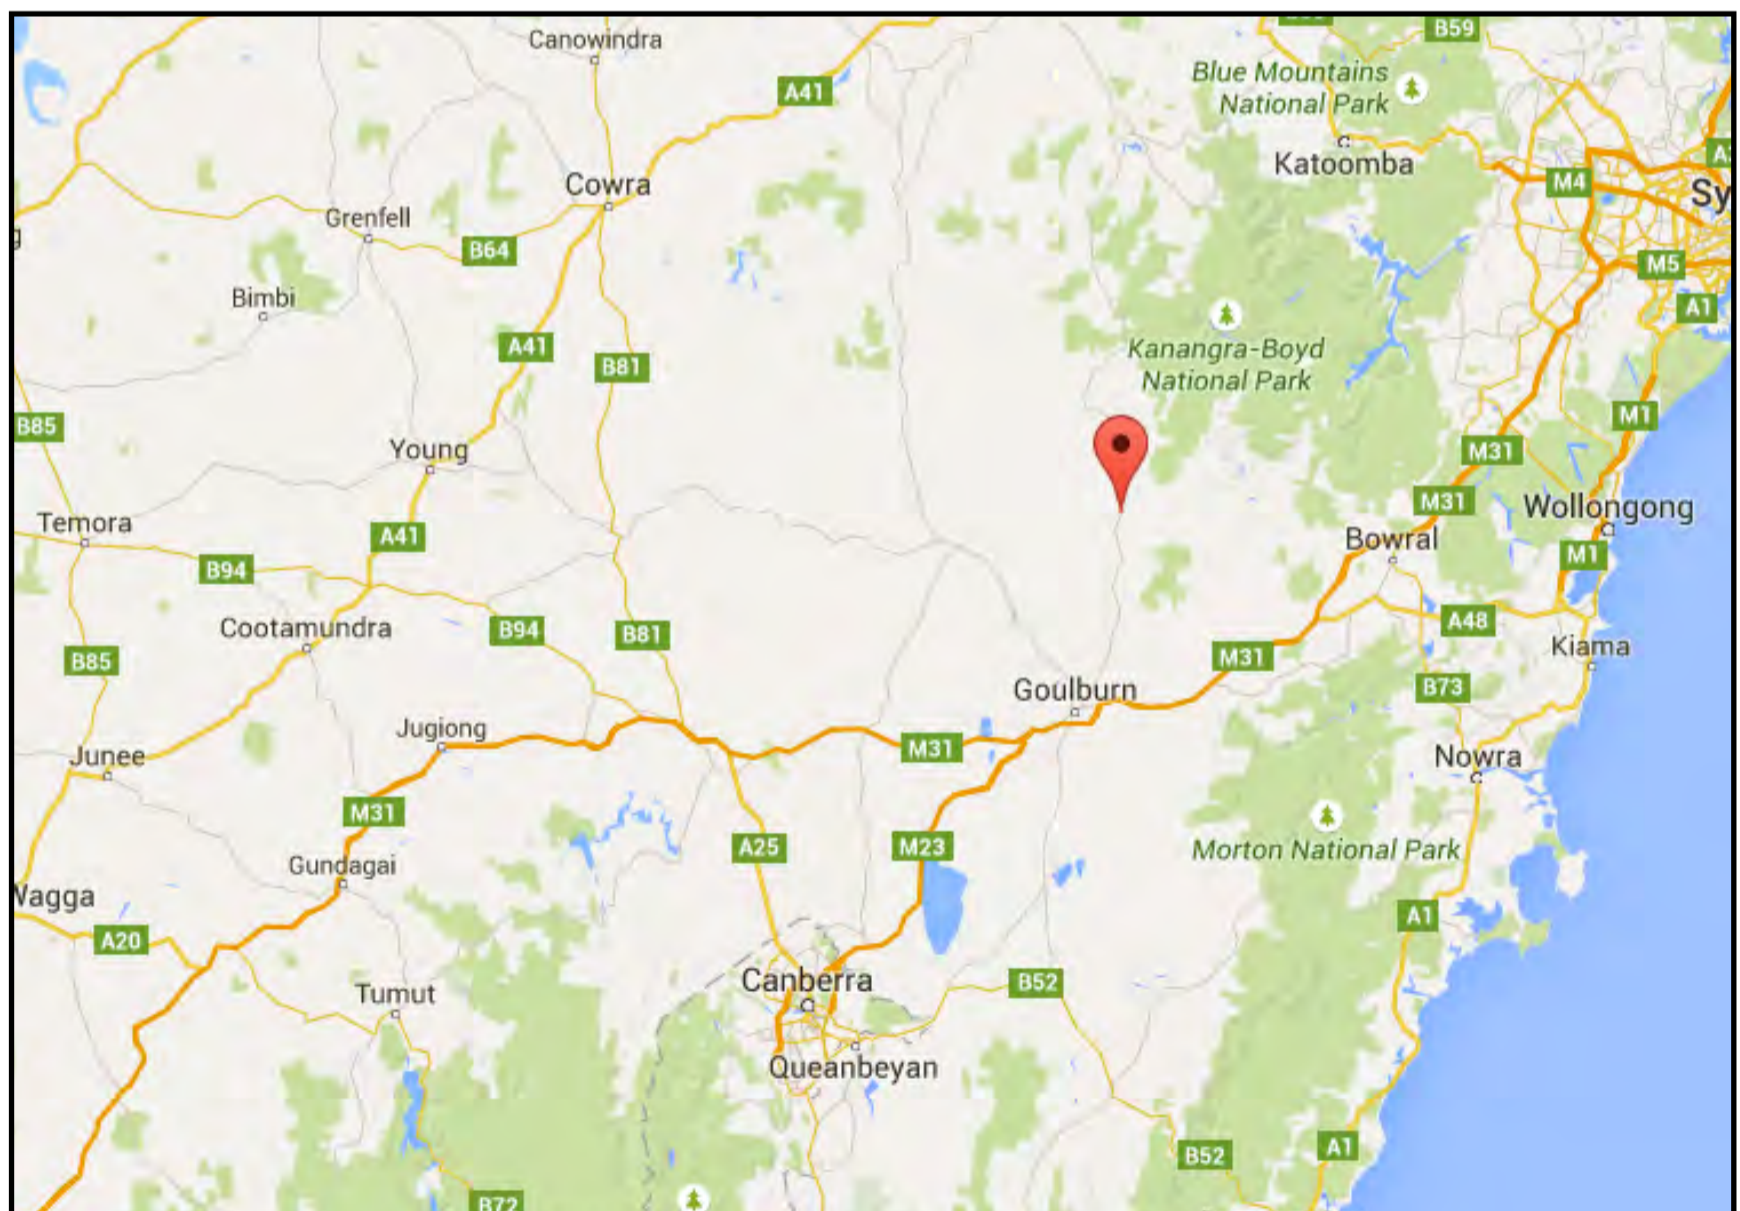 Canowindra
B59
A41
Blue Mountains
National Park
Katoomba
M4
Sy
Cowra
Grenfell
B64
M5
Bimbi
A1
Kanangra-Boyd
National Park
A41
B81
B85
M1
Young
M31
M31
Wollongong
Temora
A41
Bowral
M1
B94
Cootamundra
B94
B81
A48
Kiama
B85
M31
Goulburn
B73
Jugiong
M31
Junee
Nowra
M31
A25
M23
Morton National Park
Gundagai
Wagga
A1
A20
Canberra
B52
Tumut
Queanbeyan
A1
B52
B72